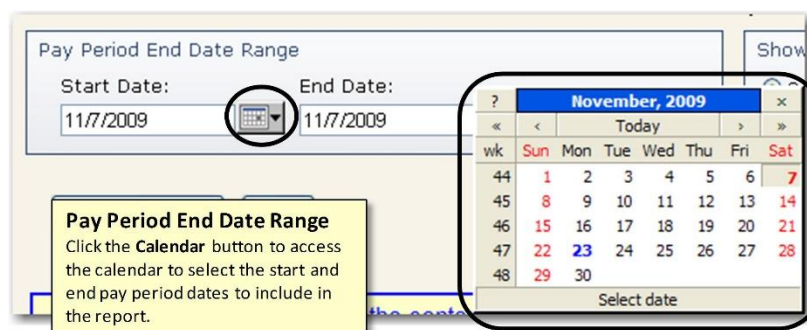 Pay Period End Date Range
Show
Start Date:
End Date:
11/7/2009
11/7/2009
? November, 2009 ×
« ‹ Today › »
wk Sun Mon Tue Wed Thu Fri Sat
44 1 2 3 4 5 6 7
45 8 9 10 11 12 13 14
46 15 16 17 18 19 20 21
47 22 23 24 25 26 27 28
48 29 30
Select date
Pay Period End Date Range
Click the Calendar button to access
the calendar to select the start and
end pay period dates to include in
the report.